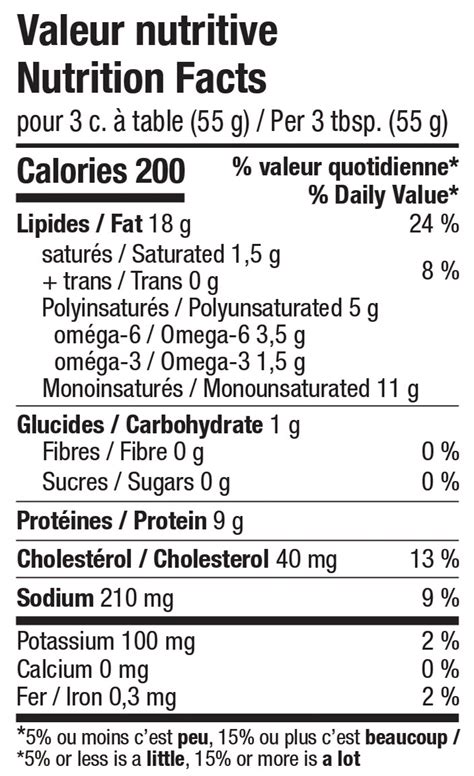 Valeur nutritive
Nutrition Facts
pour 3 c. à table (55 g) / Per 3 tbsp. (55 g)
Calories 200
% valeur quotidienne*
% Daily Value*
Lipides / Fat 18 g 24 %
saturés / Saturated 1,5 g
+ trans / Trans 0 g 8 %
Polyinsaturés / Polyunsaturated 5 g
oméga-6 / Omega-6 3,5 g
oméga-3 / Omega-3 1,5 g
Monoinsaturés / Monounsaturated 11 g
Glucides / Carbohydrate 1 g
Fibres / Fibre 0 g 0 %
Sucres / Sugars 0 g 0 %
Protéines / Protein 9 g
Cholestérol / Cholesterol 40 mg 13 %
Sodium 210 mg 9 %
Potassium 100 mg 2 %
Calcium 0 mg 0 %
Fer / Iron 0,3 mg 2 %
*5% ou moins c'est peu, 15% ou plus c'est beaucoup /
*5% or less is a little, 15% or more is a lot